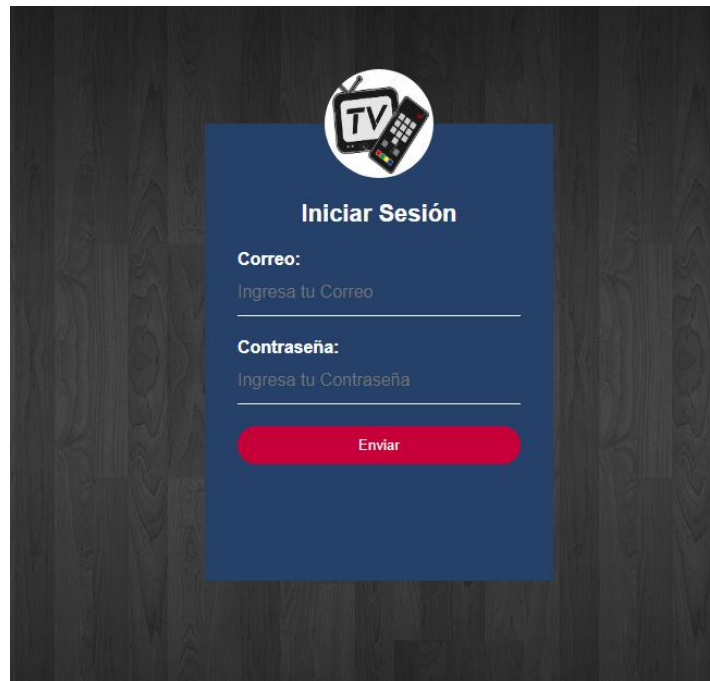 TV
Iniciar Sesión
Correo:
Ingresa tu Correo
Contraseña:
Ingresa tu Contraseña
Enviar